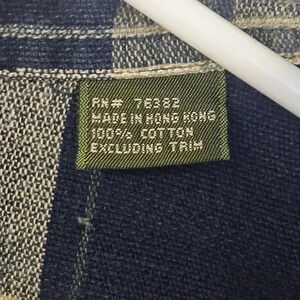 RN# 76382
MADE IN HONG KONG
100% COTTON
EXCLUDING TRIM